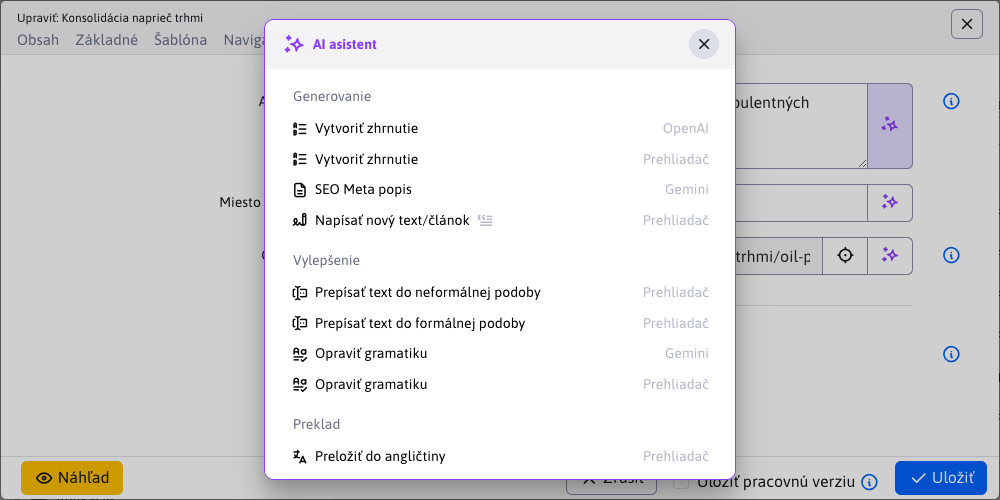 Upraviť: Konsolidácia naprieč trhmi
Obsah Základné Šablóna
AI asistent
Generovanie
Vytvoriť zhrnutie OpenAI
Vytvoriť zhrnutie Prehliadač
SEO Meta popis Gemini
Miesto
Napísať nový text/článok Prehliadač
Vylepšenie
trhmi/oil-p
Prepísať text do neformálnej podoby Prehliadač
Prepísať text do formálnej podoby Prehliadač
Opraviť gramatiku Gemini
Opraviť gramatiku Prehliadač
Preklad
Preložiť do angličtiny Prehliadač
Náhľad
Uložiť pracovnú verziu
Uložiť